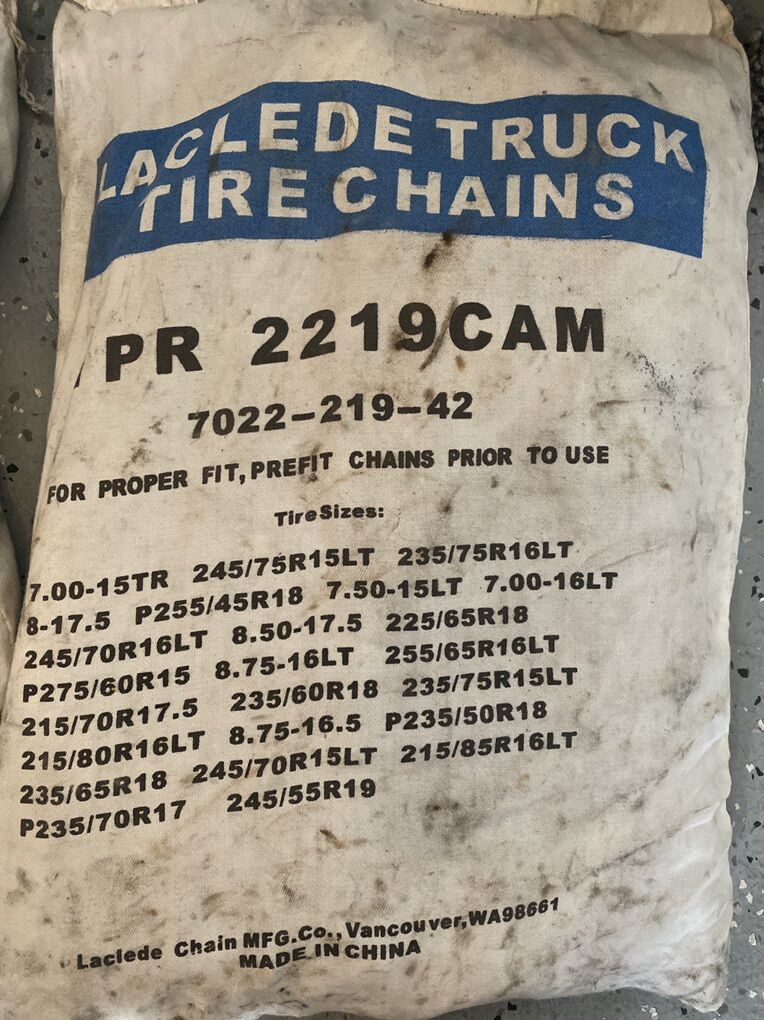 LACLEDE TRUCK
TIRE CHAINS
1 PR 2219CAM
7022-219-42
FOR PROPER FIT, PREFIT CHAINS PRIOR TO USE
Tire Sizes:
7.00-15TR 245/75R15LT 235/75R16LT
8-17.5 P255/45R18 7.50-15LT 7.00-16LT
245/70R16LT 8.50-17.5 225/65R18
P275/60R15 8.75-16LT 255/65R16LT
215/70R17.5 235/60R18 235/75R15LT
215/80R16LT 8.75-16.5 P235/50R18
235/65R18 245/70R15LT 215/85R16LT
P235/70R17 245/55R19
Laclede Chain MFG.Co., Vancouver,WA98661
MADE IN CHINA